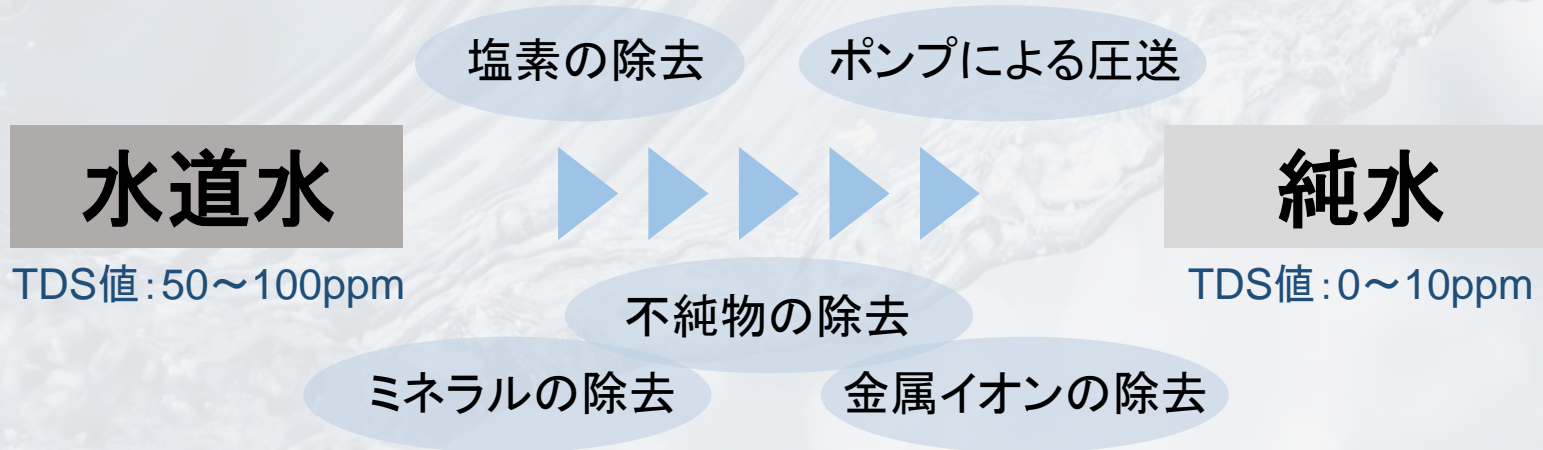 塩素の除去
ポンプによる圧送
水道水
純水
TDS値：50～100ppm
TDS値：0～10ppm
不純物の除去
ミネラルの除去
金属イオンの除去